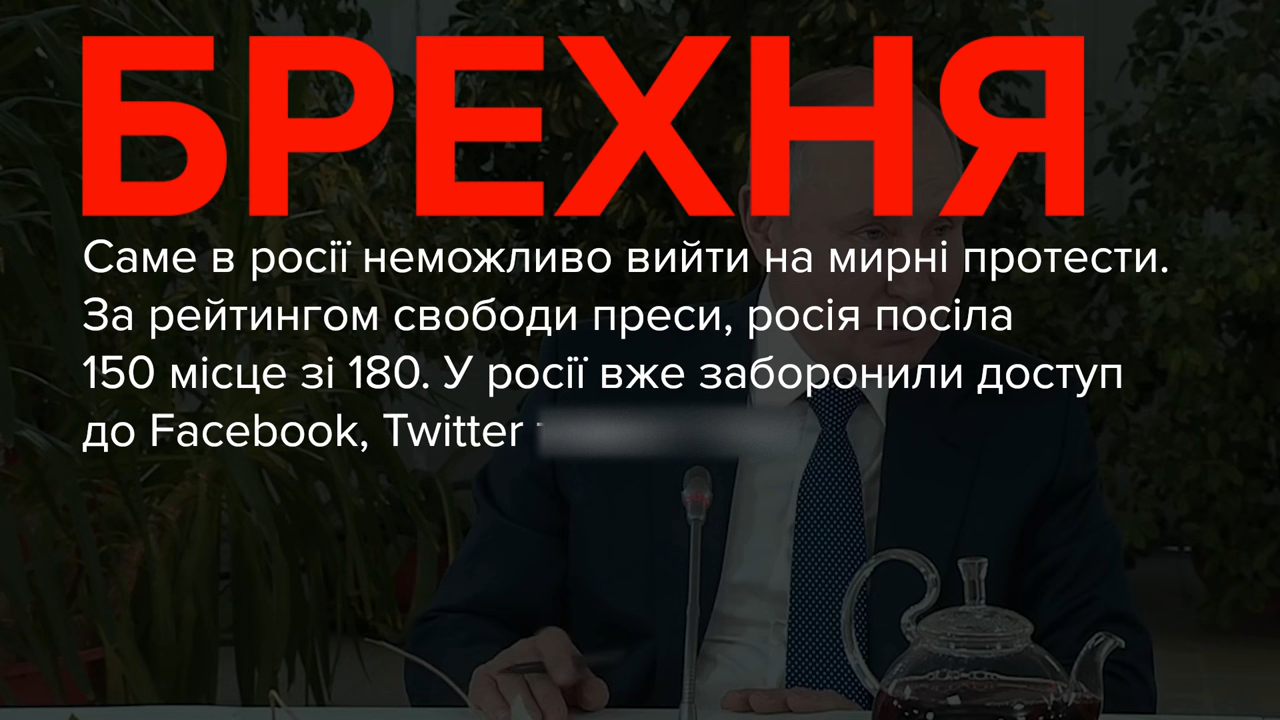 БРЕХНЯ
Саме в росії неможливо вийти на мирні протести.
За рейтингом свободи преси, росія посіла
150 місце зі 180. У росії вже заборонили доступ
до Facebook, Twitter